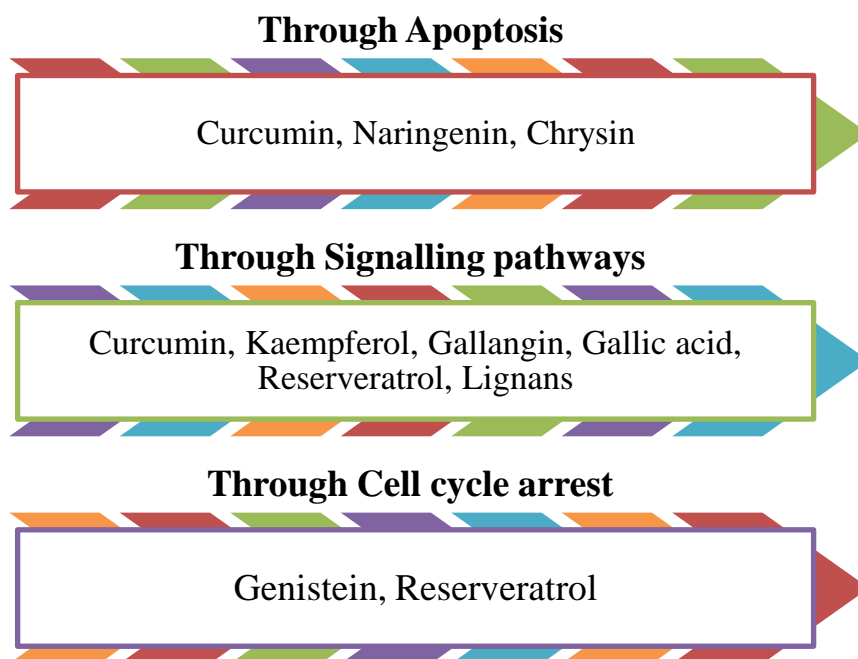 Through Apoptosis
Curcumin, Naringenin, Chrysin
Through Signalling pathways
Curcumin, Kaempferol, Gallangin, Gallic acid,
Reserveratrol, Lignans
Through Cell cycle arrest
Genistein, Reserveratrol